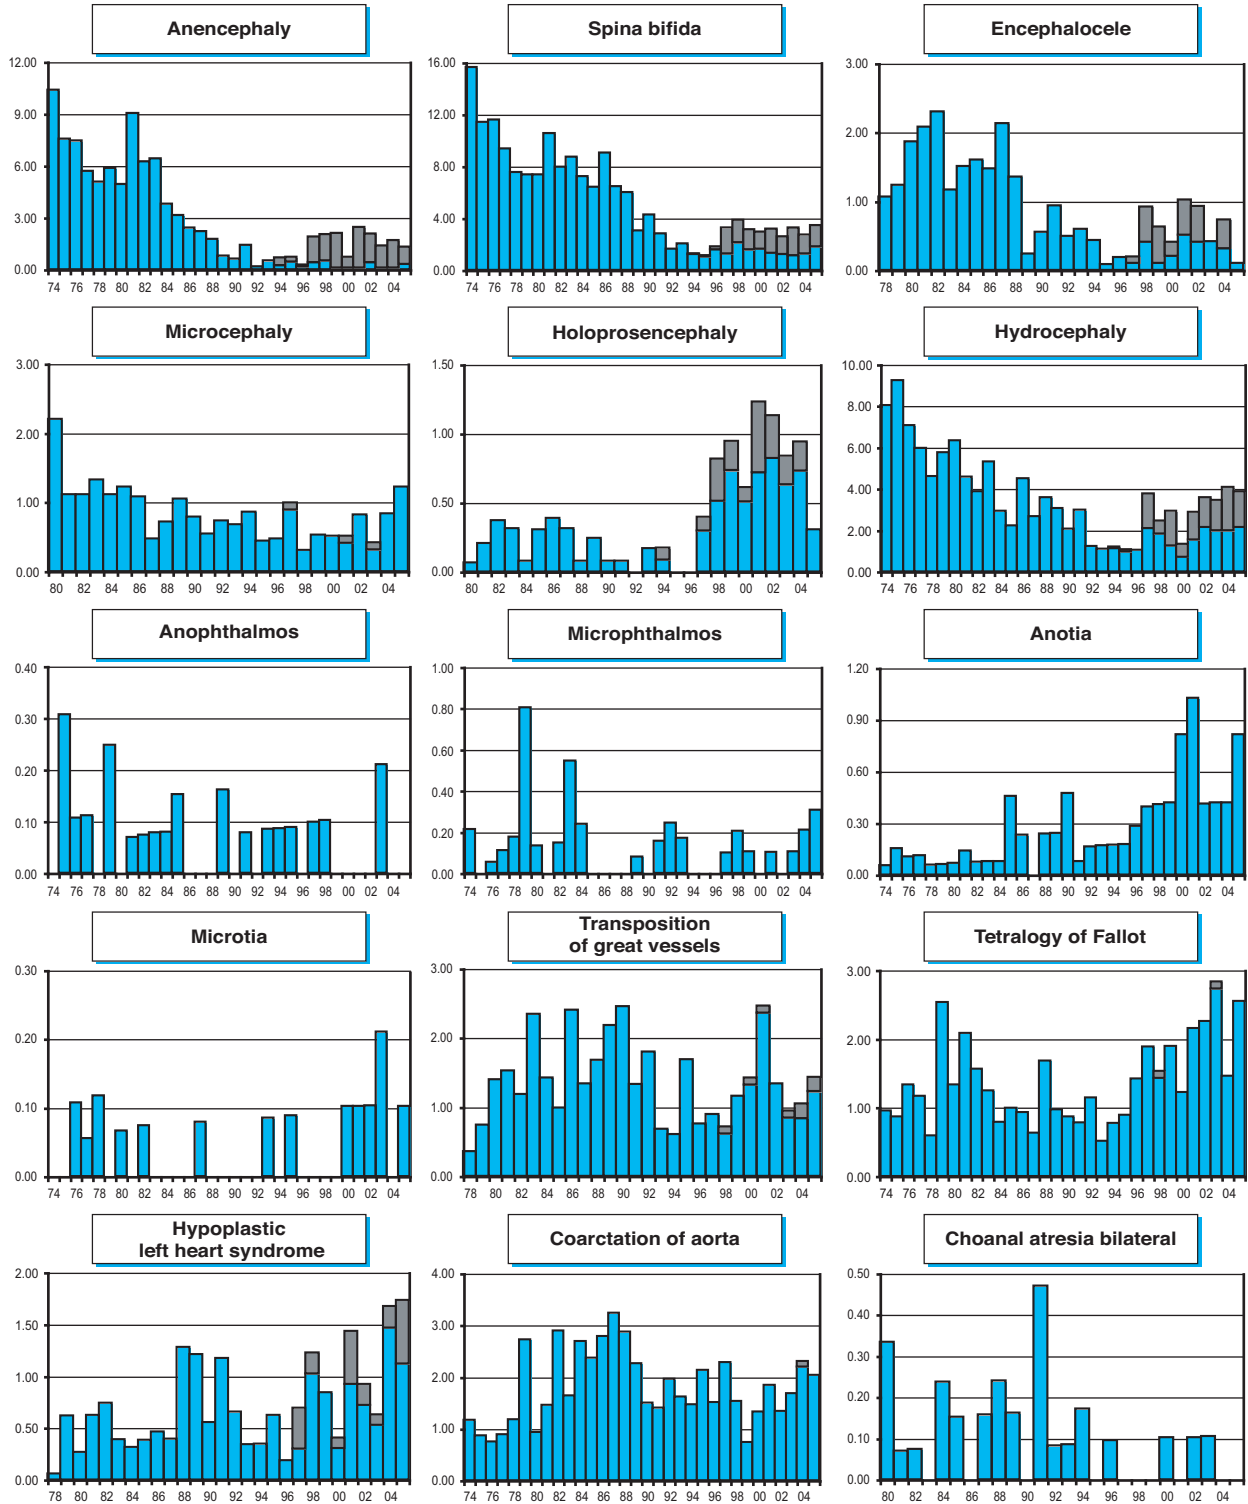 Anencephaly
12.00
9.00
6.00
3.00
0.00
74 76 78 80 82 84 86 88 90 92 94 96 98 00 02 04
Spina bifida
16.00
12.00
8.00
4.00
0.00
74 76 78 80 82 84 86 88 90 92 94 96 98 00 02 04
Encephalocele
3.00
2.00
1.00
0.00
78 80 82 84 86 88 90 92 94 96 98 00 02 04
Microcephaly
3.00
2.00
1.00
0.00
80 82 84 86 88 90 92 94 96 98 00 02 04
Holoprosencephaly
1.50
1.00
0.50
0.00
80 82 84 86 88 90 92 94 96 98 00 02 04
Hydrocephaly
10.00
8.00
6.00
4.00
2.00
0.00
74 76 78 80 82 84 86 88 90 92 94 96 98 00 02 04
Anophthalmos
0.40
0.30
0.20
0.10
0.00
74 76 78 80 82 84 86 88 90 92 94 96 98 00 02 04
Microphthalmos
1.00
0.80
0.60
0.40
0.20
0.00
74 76 78 80 82 84 86 88 90 92 94 96 98 00 02 04
Anotia
1.20
0.90
0.60
0.30
0.00
74 76 78 80 82 84 86 88 90 92 94 96 98 00 02 04
Microtia
0.30
0.20
0.10
0.00
74 76 78 80 82 84 86 88 90 92 94 96 98 00 02 04
Transposition
of great vessels
3.00
2.00
1.00
0.00
78 80 82 84 86 88 90 92 94 96 98 00 02 04
Tetralogy of Fallot
3.00
2.00
1.00
0.00
74 76 78 80 82 84 86 88 90 92 94 96 98 00 02 04
Hypoplastic
left heart syndrome
2.00
1.50
1.00
0.50
0.00
78 80 82 84 86 88 90 92 94 96 98 00 02 04
Coarctation of aorta
4.00
3.00
2.00
1.00
0.00
74 76 78 80 82 84 86 88 90 92 94 96 98 00 02 04
Choanal atresia bilateral
0.50
0.40
0.30
0.20
0.10
0.00
80 82 84 86 88 90 92 94 96 98 00 02 04